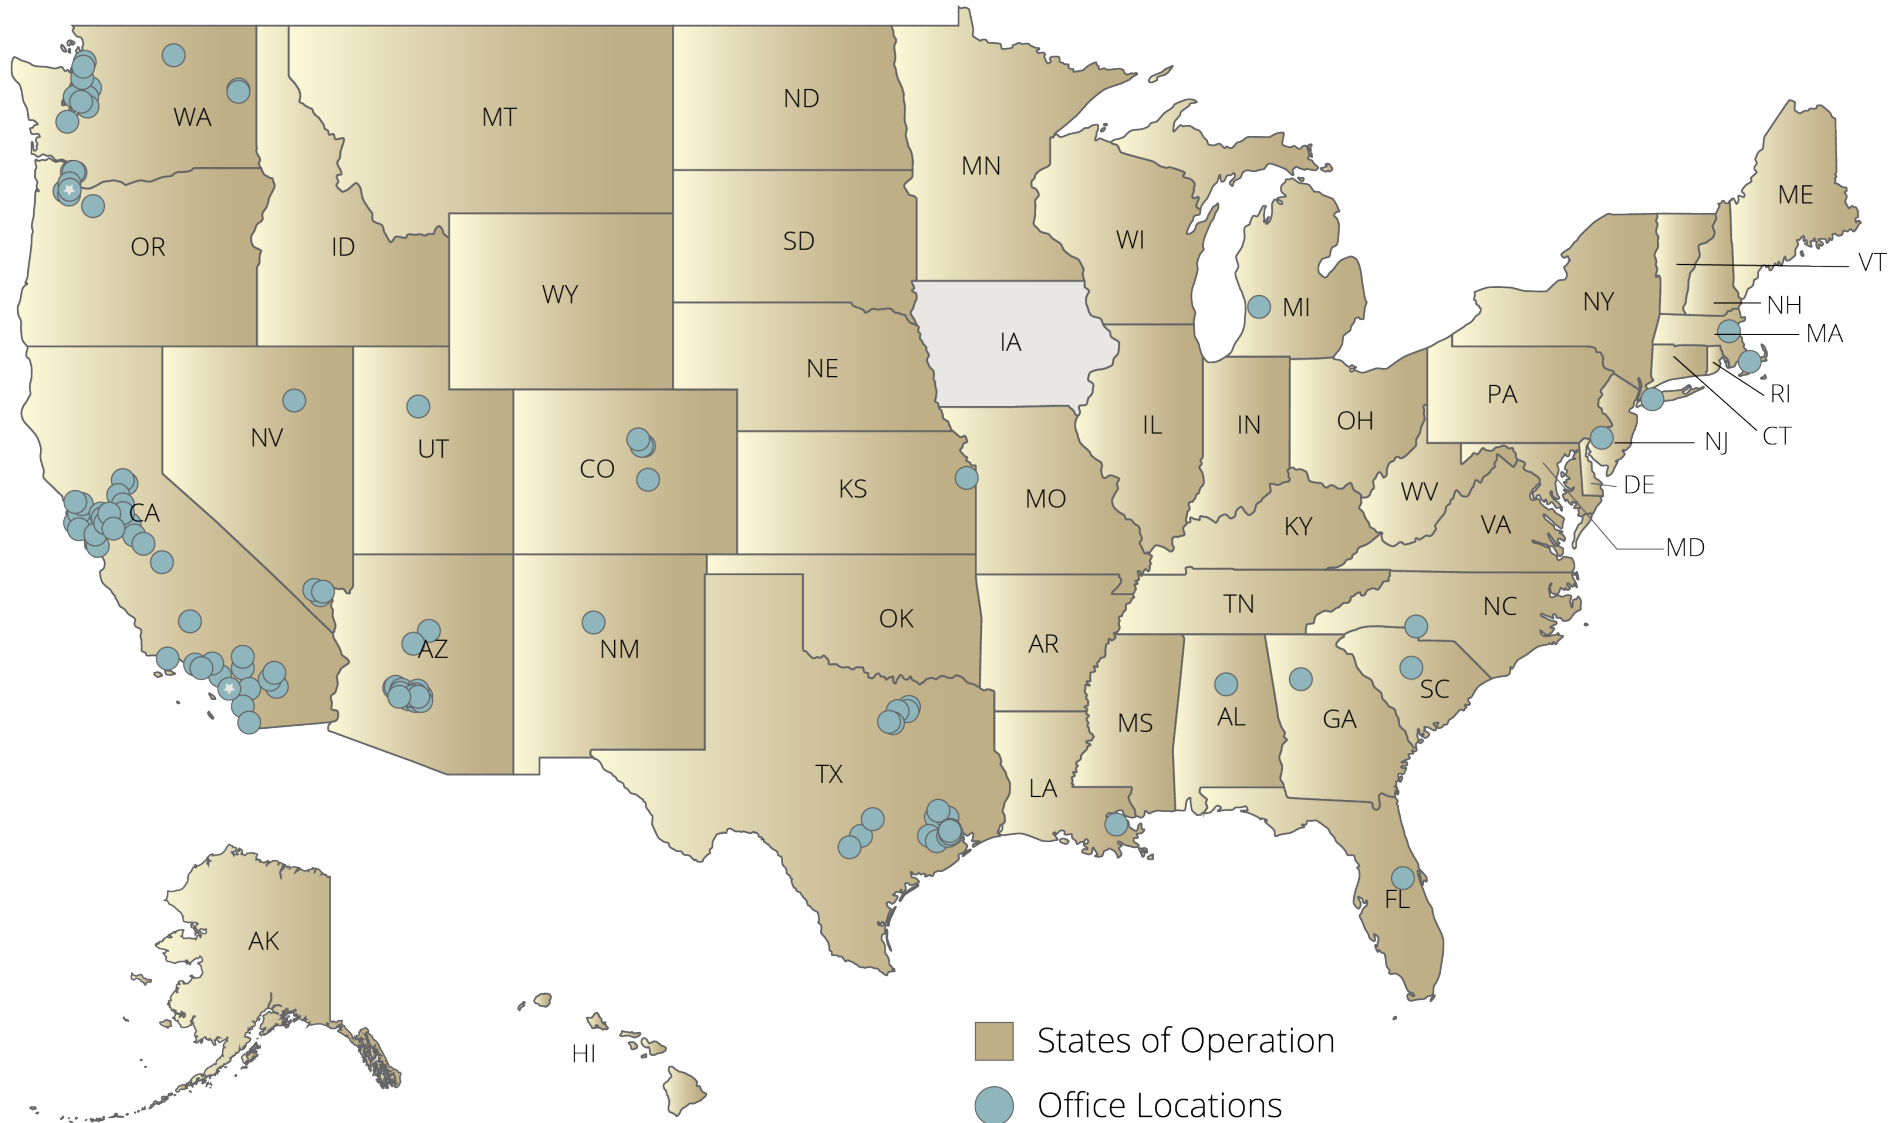 WA
MT
ND
MN
ME
OR
ID
SD
WI
VT
WY
NY
NH
MI
MA
IA
NE
PA
RI
NV
UT
CO
IL
IN
OH
CT
NJ
KS
MO
WV
DE
CA
KY
VA
MD
TN
NC
OK
AZ
NM
AR
SC
MS
AL
GA
TX
LA
FL
AK
HI
States of Operation
Office Locations